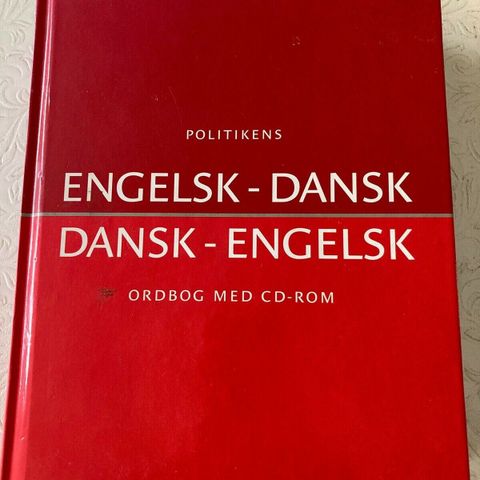 POLITIKENS
ENGELSK - DANSK
DANSK - ENGELSK
ORDBOG MED CD-ROM